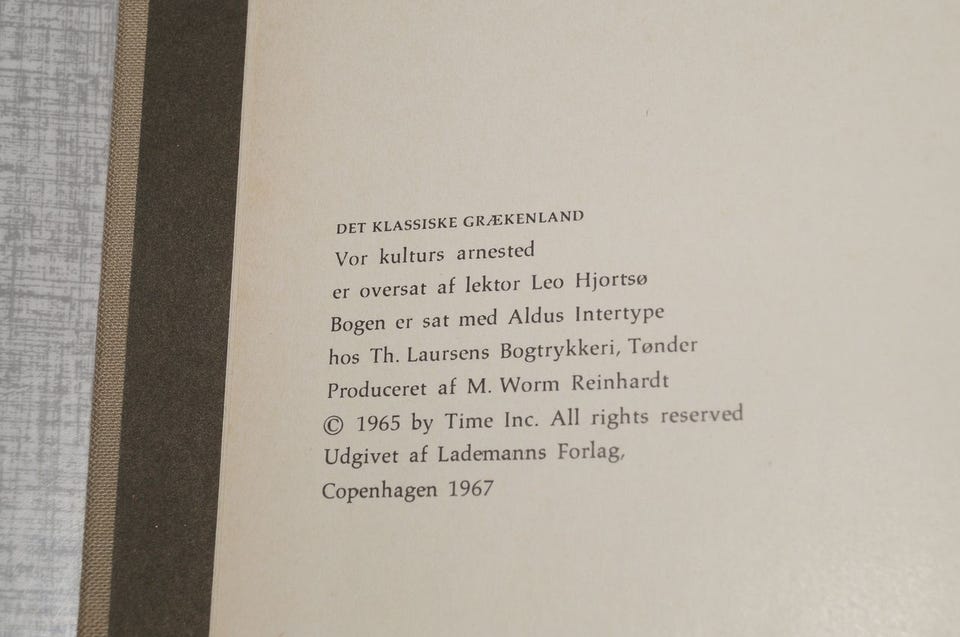 DET KLASSISKE GRÆKENLAND
Vor kulturs arnested
er oversat af lektor Leo Hjortsø
Bogen er sat med Aldus Intertype
hos Th. Laursens Bogtrykkeri, Tønder
Produceret af M. Worm Reinhardt
© 1965 by Time Inc. All rights reserved
Udgivet af Lademanns Forlag,
Copenhagen 1967